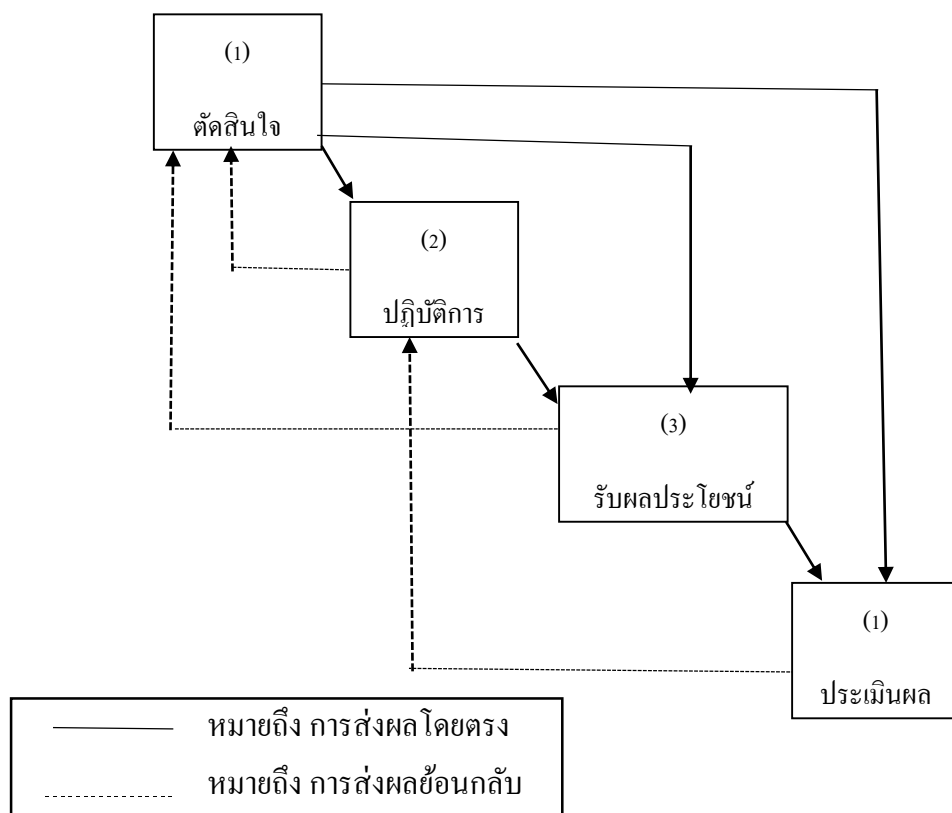 (1)
ตัดสินใจ
(2)
ปฏิบัติการ
(3)
รับผลประโยชน์
(1)
ประเมินผล
หมายถึง การส่งผลโดยตรง
หมายถึง การส่งผลย้อนกลับ